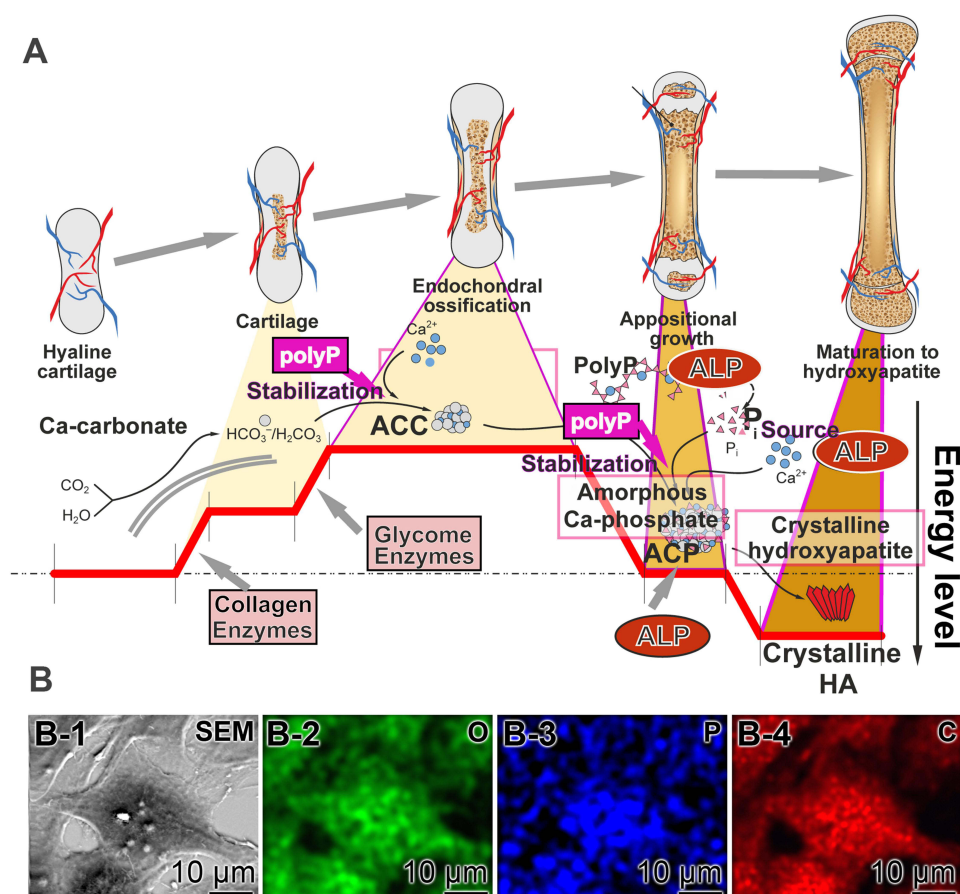 A
Hyaline
cartilage
Cartilage
Endochondral
ossification
Appositional
growth
Maturation to
hydroxyapatite
Ca-carbonate
CO₂
H₂O
HCO₃⁻/H₂CO₃
polyP
Stabilization
Ca²⁺
ACC
PolyP
ALP
polyP
Stabilization
Pᵢ Source
Pᵢ
Ca²⁺
ALP
Amorphous
Ca-phosphate
ACP
ALP
Crystalline
hydroxyapatite
Energy level
Collagen
Enzymes
Glycome
Enzymes
Crystalline
HA
B
B-1 SEM
10 µm
B-2 O
10 µm
B-3 P
10 µm
B-4 C
10 µm